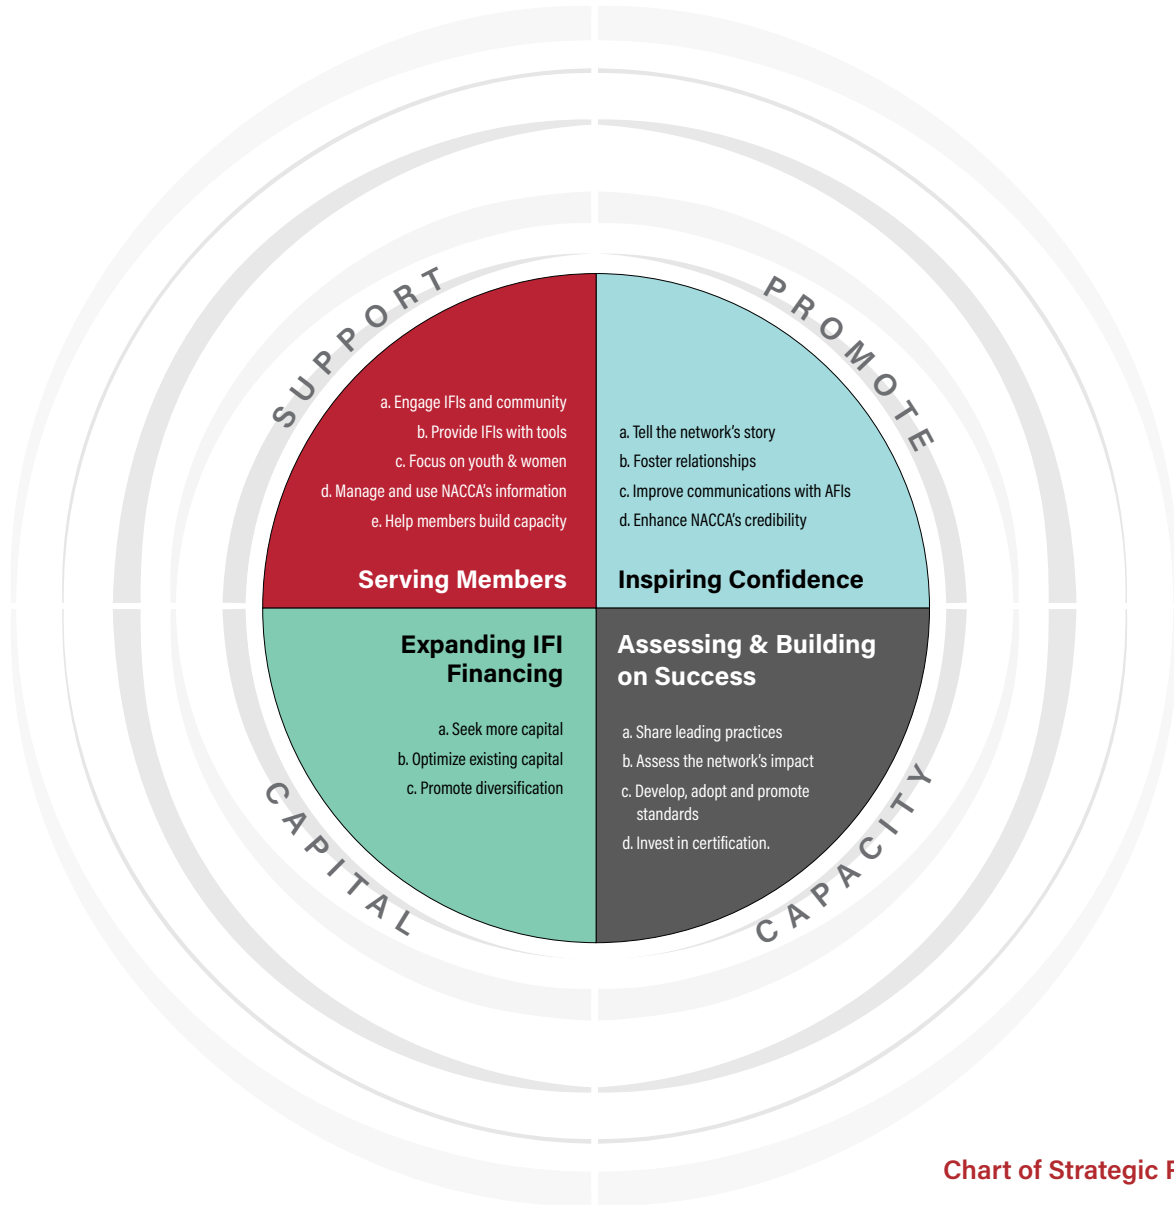 SUPPORT
a. Engage IFIs and community
b. Provide IFIs with tools
c. Focus on youth & women
d. Manage and use NACCA’s information
e. Help members build capacity
Serving Members
PROMOTE
a. Tell the network’s story
b. Foster relationships
c. Improve communications with AFIs
d. Enhance NACCA’s credibility
Inspiring Confidence
Expanding IFI
Financing
a. Seek more capital
b. Optimize existing capital
c. Promote diversification
CAPITAL
Assessing & Building
on Success
a. Share leading practices
b. Assess the network’s impact
c. Develop, adopt and promote
standards
d. Invest in certification.
CAPACITY
Chart of Strategic